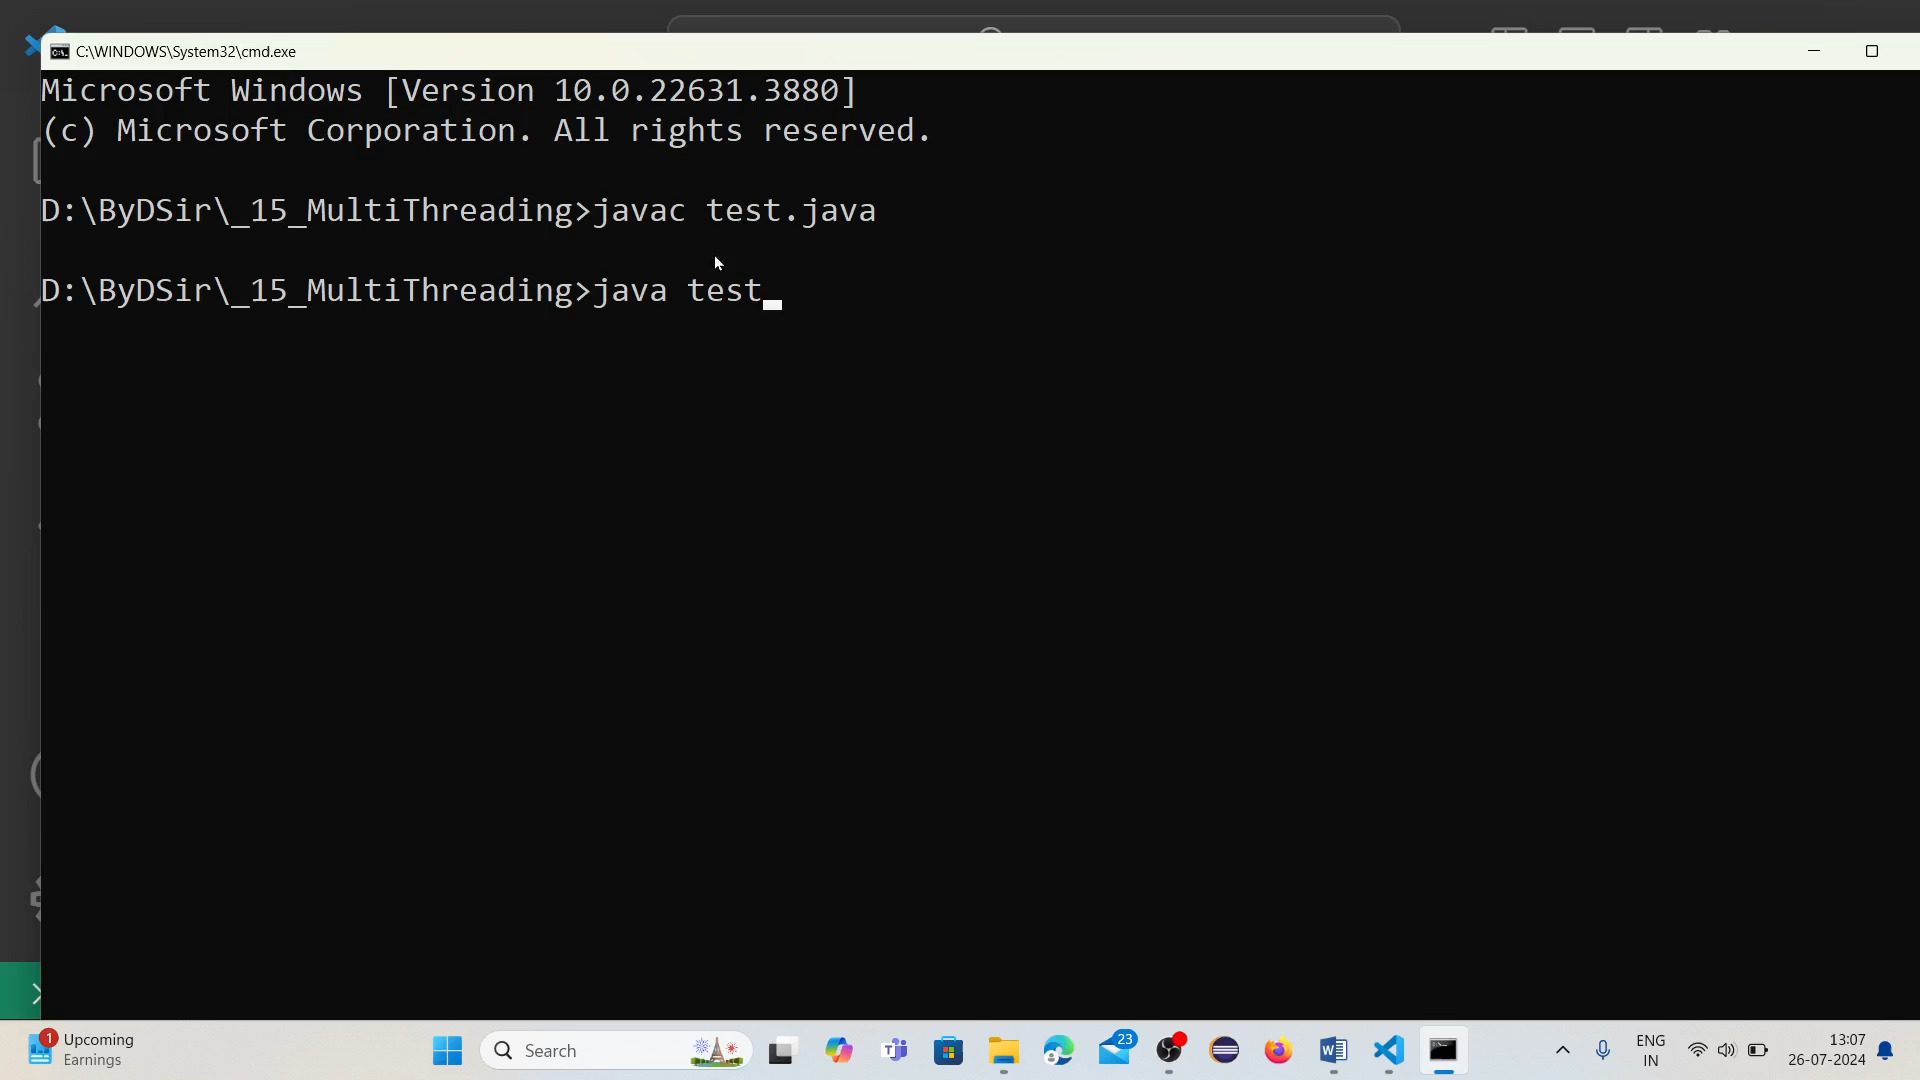 C:\WINDOWS\System32\cmd.exe
Microsoft Windows [Version 10.0.22631.3880]
(c) Microsoft Corporation. All rights reserved.
D:\ByDSir\_15_MultiThreading>javac test.java
D:\ByDSir\_15_MultiThreading>java test
1
Upcoming
Earnings
Search
23
ENG
IN
13:07
26-07-2024